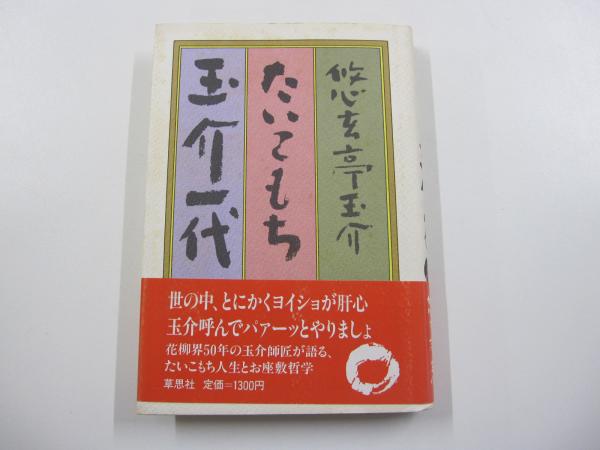 悠玄亭玉介
たいこもち
玉介一代
世の中、とにかくヨイショが肝心
玉介呼んでパァーッとやりましょ
花柳界50年の玉介師匠が語る、
たいこもち人生とお座敷哲学
草思社 定価=1300円